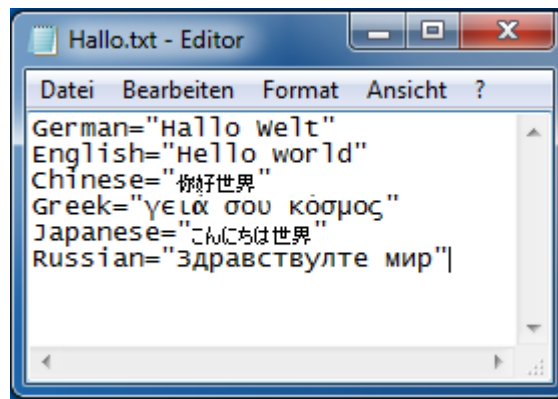 Hallo.txt - Editor
Datei Bearbeiten Format Ansicht ?
German="Hallo Welt"
English="Hello world"
Chinese="你好世界"
Greek="γειά σου κόσμος"
Japanese="こんにちは世界"
Russian="Здравствулте мир"